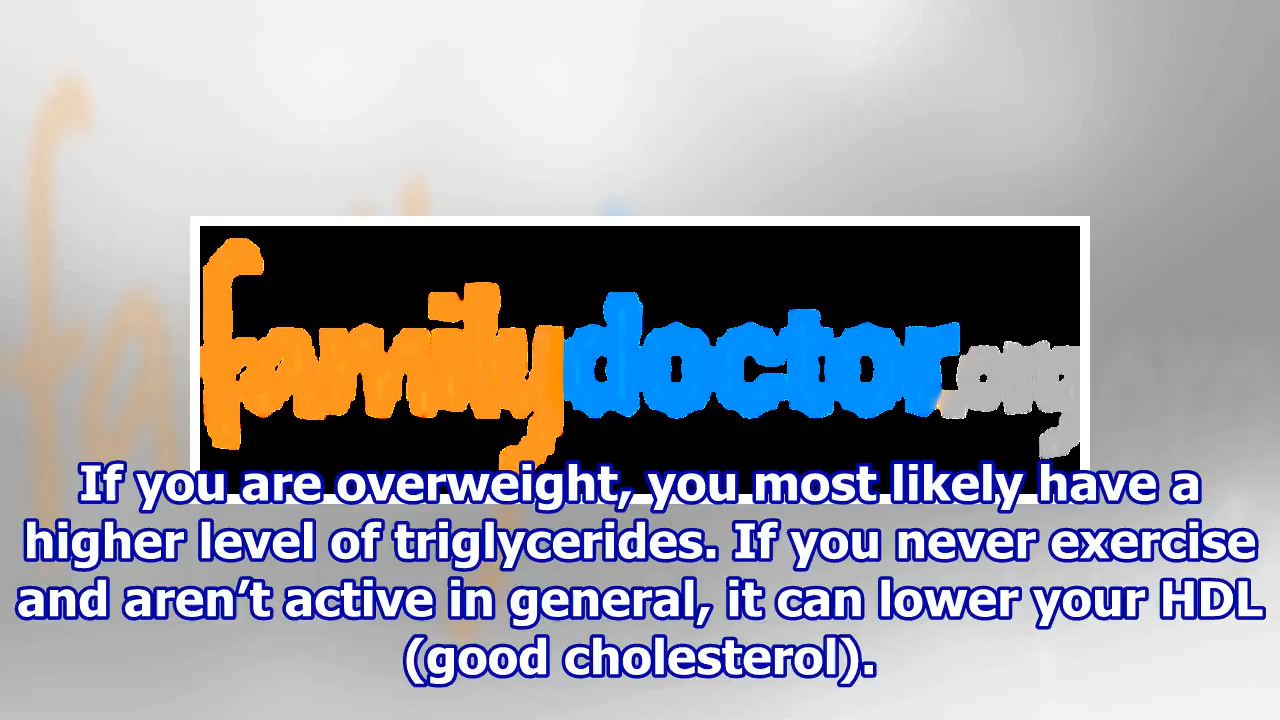 familydoctor.org
If you are overweight, you most likely have a
higher level of triglycerides. If you never exercise
and aren’t active in general, it can lower your HDL
(good cholesterol).